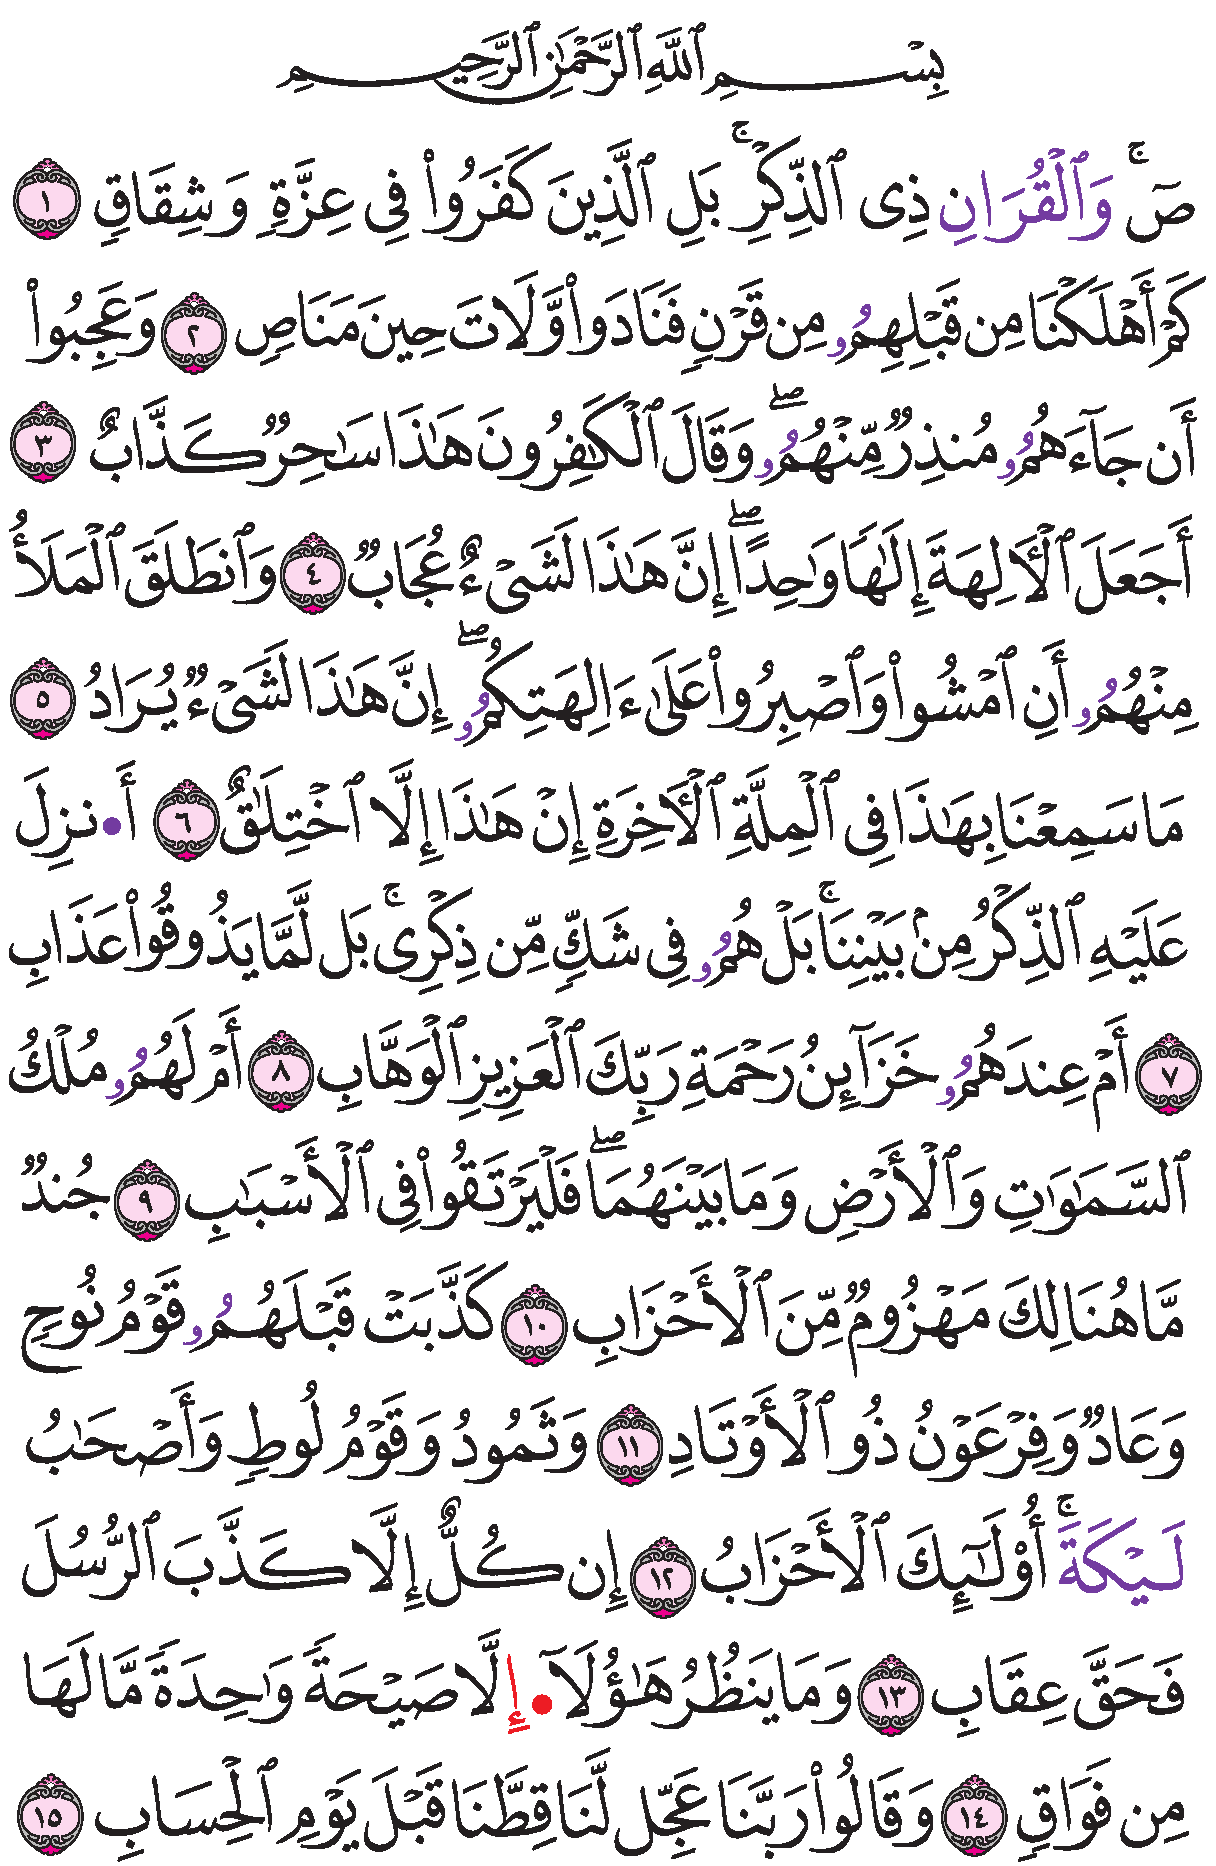 بِسْمِ ٱللَّهِ ٱلرَّحْمَٰنِ ٱلرَّحِيمِ
صٓۚ وَٱلْقُرَانِ ذِى ٱلذِّكْرِۚ بَلِ ٱلَّذِينَ كَفَرُوا۟ فِى عِزَّةٍ وَشِقَاقٍ ١
كَمْ أَهْلَكْنَا مِن قَبْلِهِمُۥ مِن قَرْنٍ فَنَادَوا۟ وَّلَاتَ حِينَ مَنَاصٍ ٢ وَعَجِبُوا۟
أَن جَآءَهُمُۥ مُنذِرٌ مِّنْهُمُۥۖ وَقَالَ ٱلْكَٰفِرُونَ هَٰذَا سَٰحِرٌ كَذَّابٌ ٣
أَجَعَلَ ٱلْأَلِهَةَ إِلَٰهًا وَٰحِدًاۖ إِنَّ هَٰذَا لَشَىْءٌ عُجَابٌ ٤ وَٱنطَلَقَ ٱلْمَلَأُ
مِنْهُمُۥ أَنِ ٱمْشُوا۟ وَٱصْبِرُوا۟ عَلَىٰ ءَالِهَتِكُمُۥۖ إِنَّ هَٰذَا لَشَىْءٌ يُرَادُ ٥
مَا سَمِعْنَا بِهَٰذَا فِى ٱلْمِلَّةِ ٱلْأَخِرَةِ إِنْ هَٰذَا إِلَّا ٱخْتِلَٰقٌ ٦ أَ•نزِلَ
عَلَيْهِ ٱلذِّكْرُ مِنۢ بَيْنِنَاۚ بَلْ هُمُۥ فِى شَكٍّ مِّن ذِكْرِىۚ بَل لَّمَّا يَذُوقُوا۟ عَذَابِ
٧ أَمْ عِندَهُمُۥ خَزَآئِنُ رَحْمَةِ رَبِّكَ ٱلْعَزِيزِ ٱلْوَهَّابِ ٨ أَمْ لَهُمُۥ مُلْكُ
ٱلسَّمَٰوَٰتِ وَٱلْأَرْضِ وَمَا بَيْنَهُمَاۖ فَلْيَرْتَقُوا۟ فِى ٱلْأَسْبَٰبِ ٩ جُندٌ
مَّا هُنَالِكَ مَهْزُومٌ مِّنَ ٱلْأَحْزَابِ ١٠ كَذَّبَتْ قَبْلَهُمُۥ قَوْمُ نُوحٍ
وَعَادٌ وَفِرْعَوْنُ ذُو ٱلْأَوْتَادِ ١١ وَثَمُودُ وَقَوْمُ لُوطٍ وَأَصْحَٰبُ
لَيْكَةَۚ أُو۟لَٰٓئِكَ ٱلْأَحْزَابُ ١٢ إِن كُلٌّ إِلَّا كَذَّبَ ٱلرُّسُلَ
فَحَقَّ عِقَابِ ١٣ وَمَا يَنظُرُ هَٰؤُلَآ• إِلَّا صَيْحَةً وَٰحِدَةً مَّا لَهَا
مِن فَوَاقٍ ١٤ وَقَالُوا۟ رَبَّنَا عَجِّل لَّنَا قِطَّنَا قَبْلَ يَوْمِ ٱلْحِسَابِ ١٥